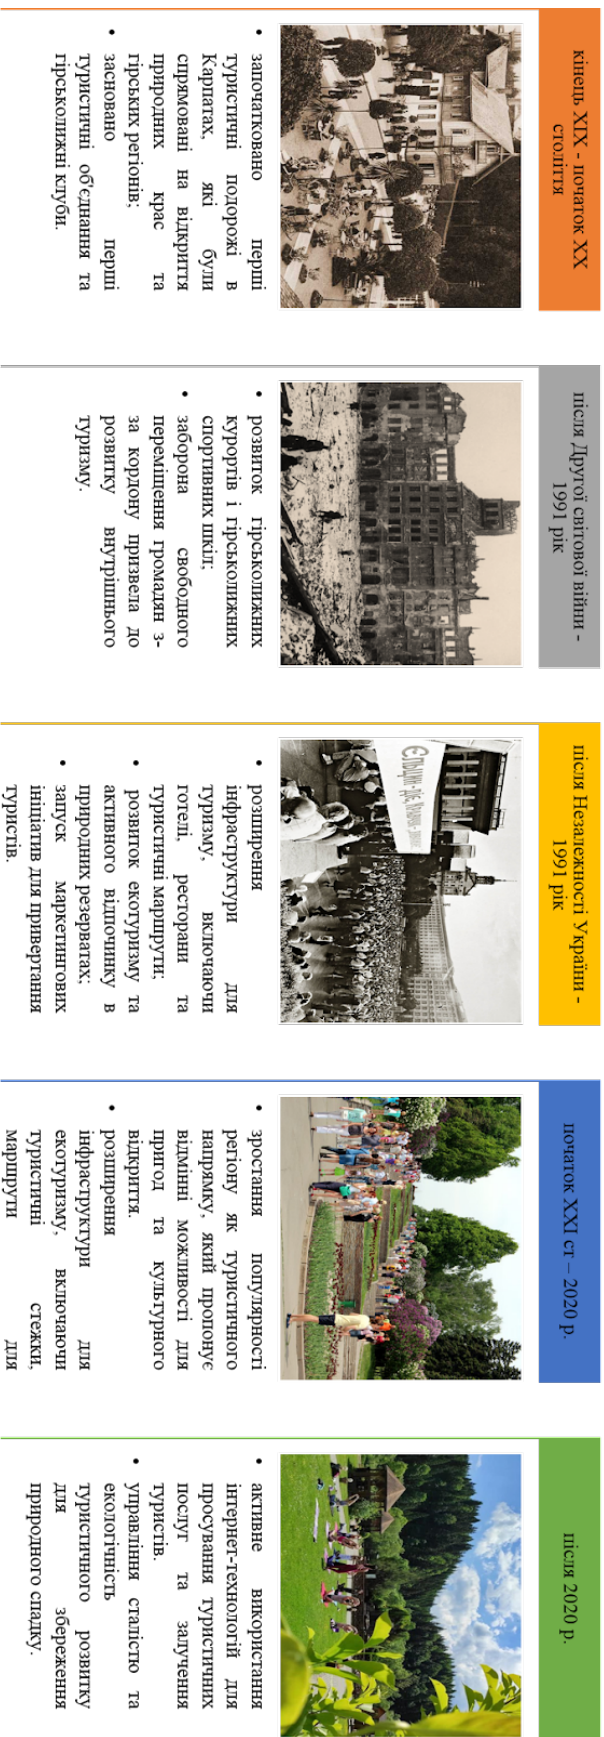 кінець XIX - початок XX
століття
започатковано перші
туристичні подорожі в
Карпатах, які були
спрямовані на відкриття
природних крас та
гірських регіонів;
засновано перші
туристичні об'єднання та
гірськолижні клуби.
після Другої світової війни -
1991 рік
розвиток гірськолижних
курортів і гірськолижних
спортивних шкіл;
заборона свободного
переміщення громадян з-
за кордону призвела до
розвитку внутрішнього
туризму.
після Незалежності України -
1991 рік
розширення
інфраструктури для
туризму, включаючи
готелі, ресторани та
туристичні маршрути;
розвиток екотуризму та
активного відпочинку в
природних резерватах;
запуск маркетингових
ініціатив для привертання
туристів.
початок XXI ст – 2020 р.
зростання популярності
регіону як туристичного
напрямку, який пропонує
відмінні можливості для
пригод та культурного
відкриття.
розширення
інфраструктури для
екотуризму, включаючи
туристичні стежки,
маршрути для
після 2020 р.
активне використання
інтернет-технологій для
просування туристичних
послуг та залучення
туристів.
управління сталістю та
екологічність
туристичного розвитку
для збереження
природного спадку.